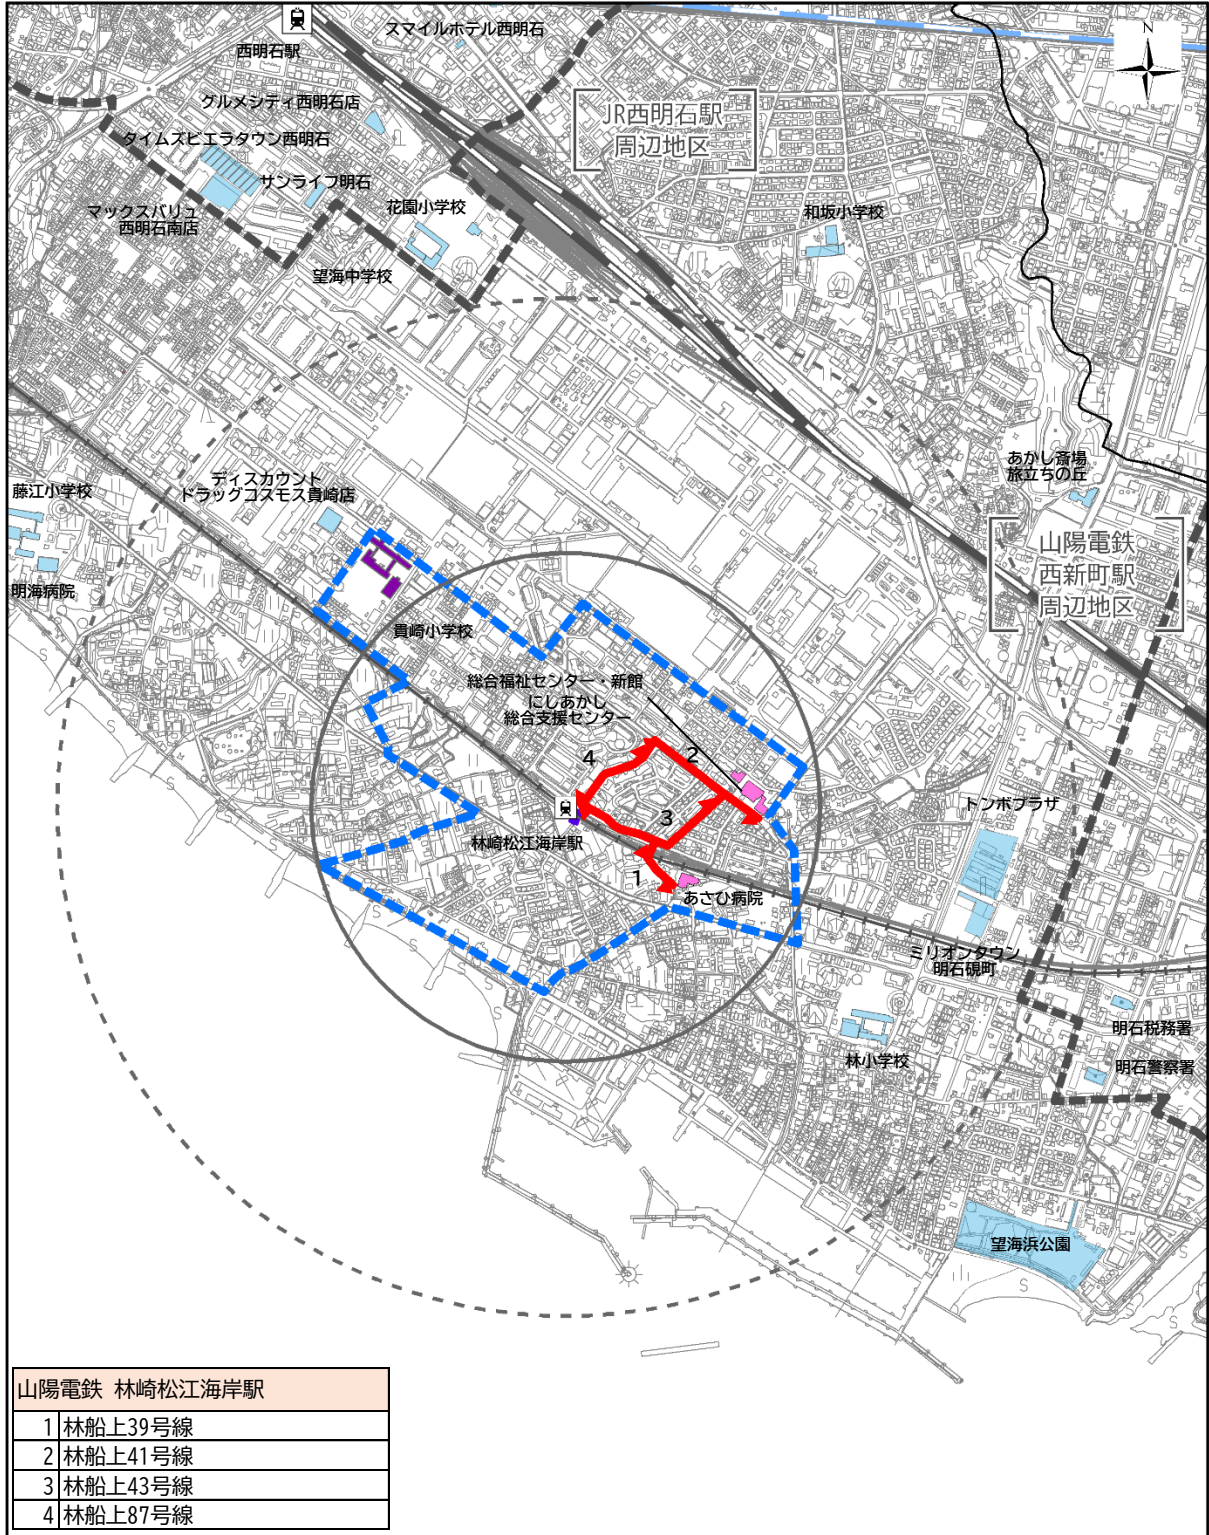 スマイルホテル西明石
N
西明石駅
グルメシティ西明石店
JR西明石駅
周辺地区
タイムズビエラタウン西明石
サンライフ明石
マックスバリュ
西明石南店
花園小学校
和坂小学校
望海中学校
あかし斎場
旅立ちの丘
ディスカウント
ドラッグコスモス貴崎店
藤江小学校
山陽電鉄
西新町駅
周辺地区
明海病院
貴崎小学校
総合福祉センター・新館
にしあかし
総合支援センター
4
2
3
トンボプラザ
林崎松江海岸駅
1
あさひ病院
ミリオンタウン
明石硯町
明石税務署
林小学校
明石警察署
望海浜公園
山陽電鉄 林崎松江海岸駅
1 林船上39号線
2 林船上41号線
3 林船上43号線
4 林船上87号線